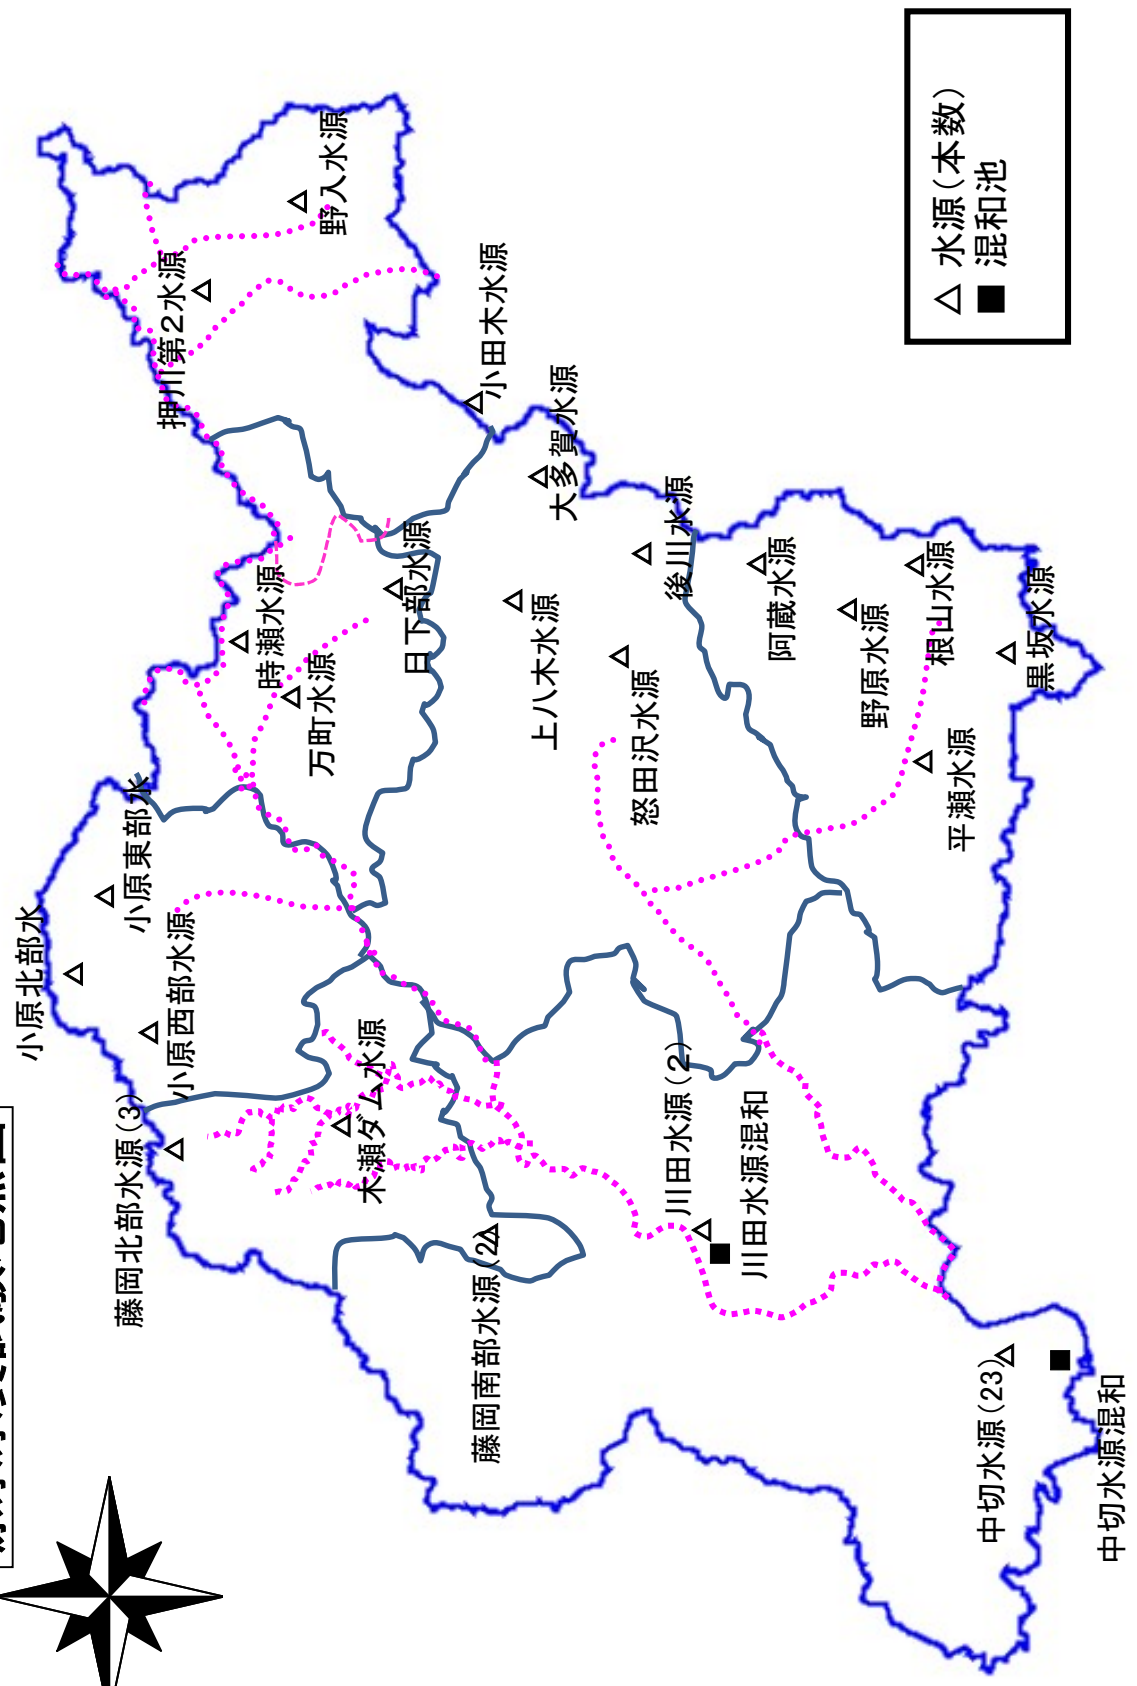 小原北部水
藤岡北部水源(3)
小原西部水源
小原東部水
押川第2水源
時瀬水源
万町水源
野入水源
木瀬ダム水源
日下部水源
藤岡南部水源(2)
小田木水源
上八木水源
大多賀水源
怒田沢水源
川田水源(2)
後川水源
川田水源混和
阿蔵水源
野原水源
平瀬水源
根山水源
中切水源(23)
黒坂水源
中切水源混和
水源(本数)
混和池